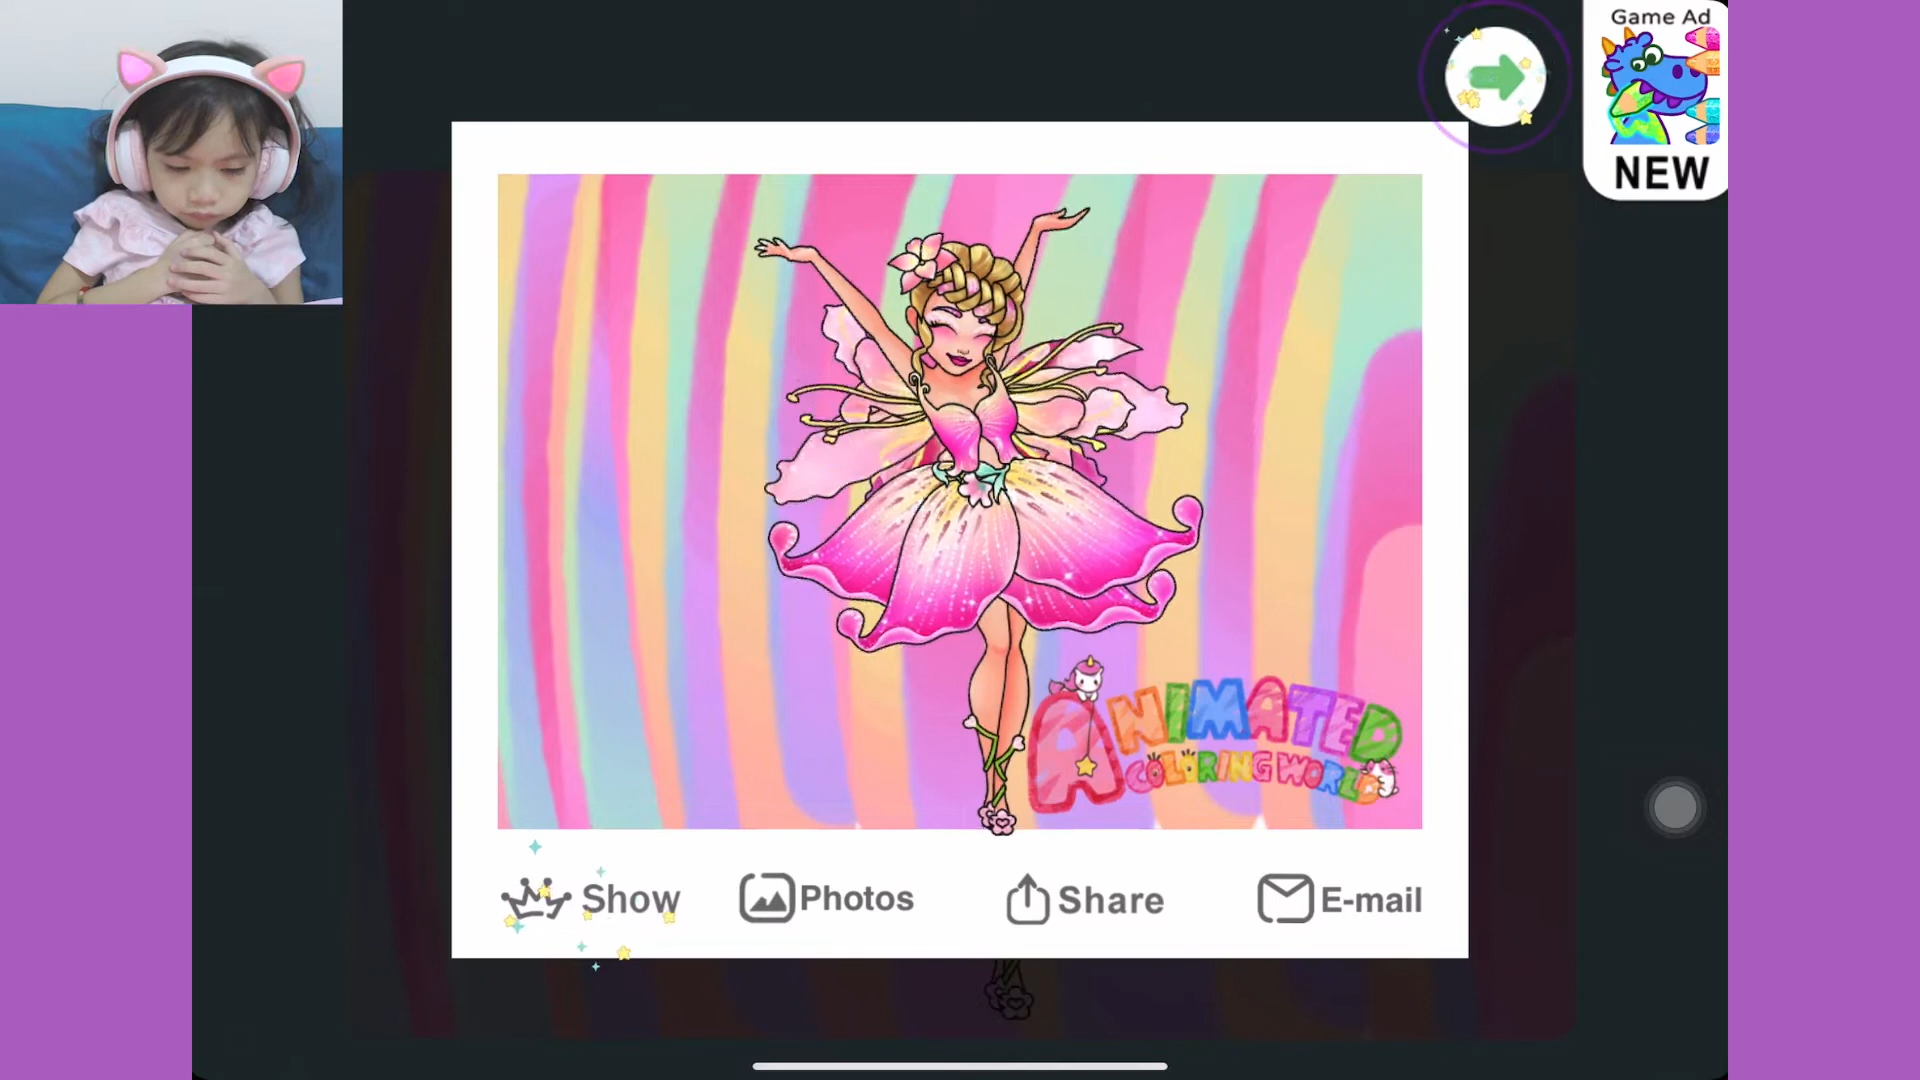 Game Ad
NEW
ANIMATED
COLORING WORLD
Show
Photos
Share
E-mail